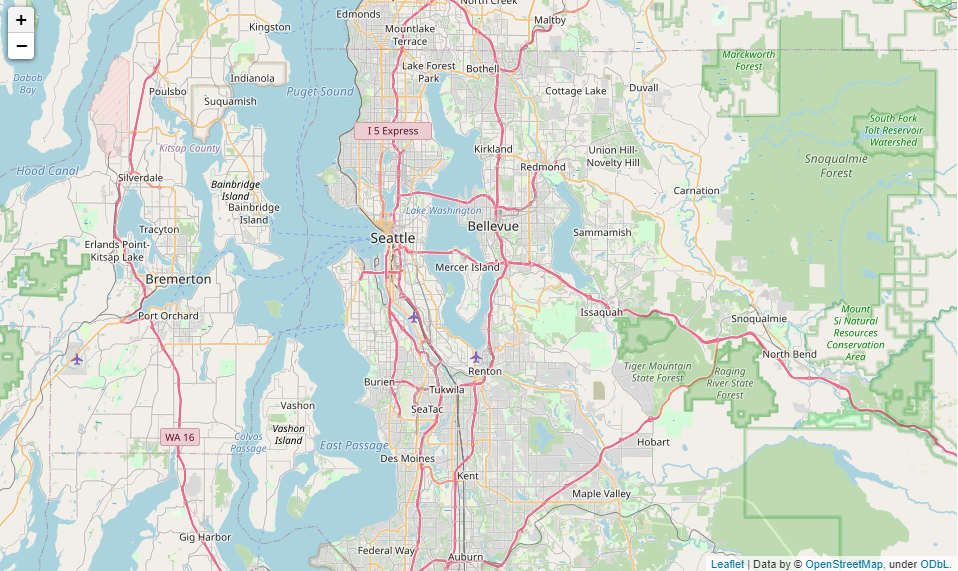 +
−
Edmonds
North Creek
Kingston
Mountlake
Terrace
Maltby
Lake Forest
Park
Bothell
Marckworth
Forest
Dabob
Bay
Indianola
Poulsbo
Puget Sound
Cottage Lake
Duvall
Suquamish
I 5 Express
South Fork
Tolt Reservoir
Watershed
Kitsap County
Kirkland
Union Hill-
Novelty Hill
Snoqualmie
Forest
Hood Canal
Silverdale
Redmond
Bainbridge
Island
Carnation
Bainbridge
Island
Lake Washington
Tracyton
Seattle
Bellevue
Sammamish
Erlands Point-
Kitsap Lake
Mercer Island
Bremerton
Port Orchard
Issaquah
Snoqualmie
Mount
Si Natural
Resources
Conservation
Area
North Bend
Burien
Renton
Tukwila
Tiger Mountain
State Forest
Raging
River State
Forest
Vashon
SeaTac
Vashon
Island
WA 16
Colvos
Passage
East Passage
Hobart
Des Moines
Kent
Maple Valley
Gig Harbor
Federal Way
Auburn
Leaflet | Data by © OpenStreetMap, under ODbL.